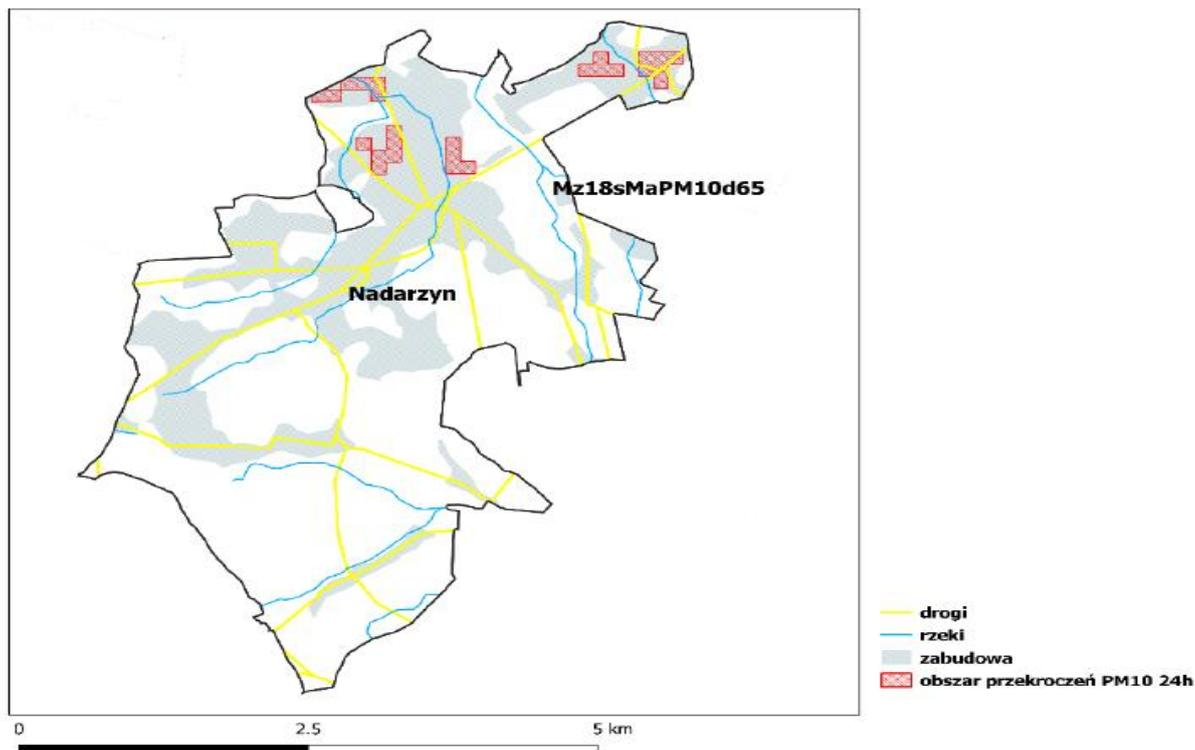 Mz18sMaPM10d65
Nadarzyn
drogi
rzeki
zabudowa
obszar przekroczeń PM10 24h
0 2.5 5 km